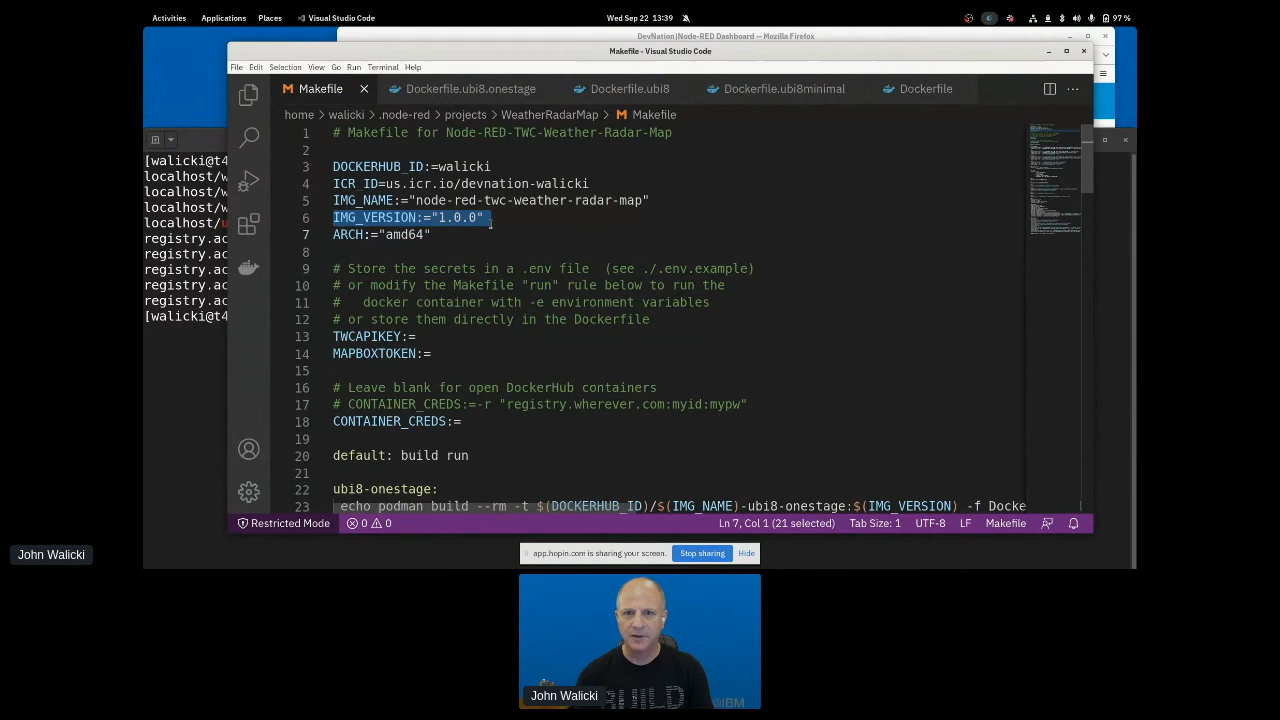 Activities Applications Places Visual Studio Code Wed Sep 22 13:39 97 %
DevNation|Node-RED Dashboard — Mozilla Firefox
Makefile - Visual Studio Code
File Edit Selection View Go Run Terminal Help
Makefile Dockerfile.ubi8.onestage Dockerfile.ubi8 Dockerfile.ubi8minimal Dockerfile
home walicki .node-red projects WeatherRadarMap Makefile
1 # Makefile for Node-RED-TWC-Weather-Radar-Map
2
3 DOCKERHUB_ID:=walicki
4 ICR_ID=us.icr.io/devnation-walicki
5 IMG_NAME:="node-red-twc-weather-radar-map"
6 IMG_VERSION:="1.0.0"
7 ARCH:="amd64"
8
9 # Store the secrets in a .env file (see ./.env.example)
10 # or modify the Makefile "run" rule below to run the
11 # docker container with -e environment variables
12 # or store them directly in the Dockerfile
13 TWCAPIKEY:=
14 MAPBOXTOKEN:=
15
16 # Leave blank for open DockerHub containers
17 # CONTAINER_CREDS:=-r "registry.wherever.com:myid:mypw"
18 CONTAINER_CREDS:=
19
20 default: build run
21
22 ubi8-onestage:
23 echo podman build --rm -t $(DOCKERHUB_ID)/$(IMG_NAME)-ubi8-onestage:$(IMG_VERSION) -f Docke
[walicki@t4
localhost/w
localhost/w
localhost/w
localhost/
registry.ac
registry.ac
registry.ac
registry.ac
registry.ac
[walicki@t4
Restricted Mode 0 0 Ln 7, Col 1 (21 selected) Tab Size: 1 UTF-8 LF Makefile
app.hopin.com is sharing your screen. Stop sharing Hide
John Walicki
John Walicki
@IBM